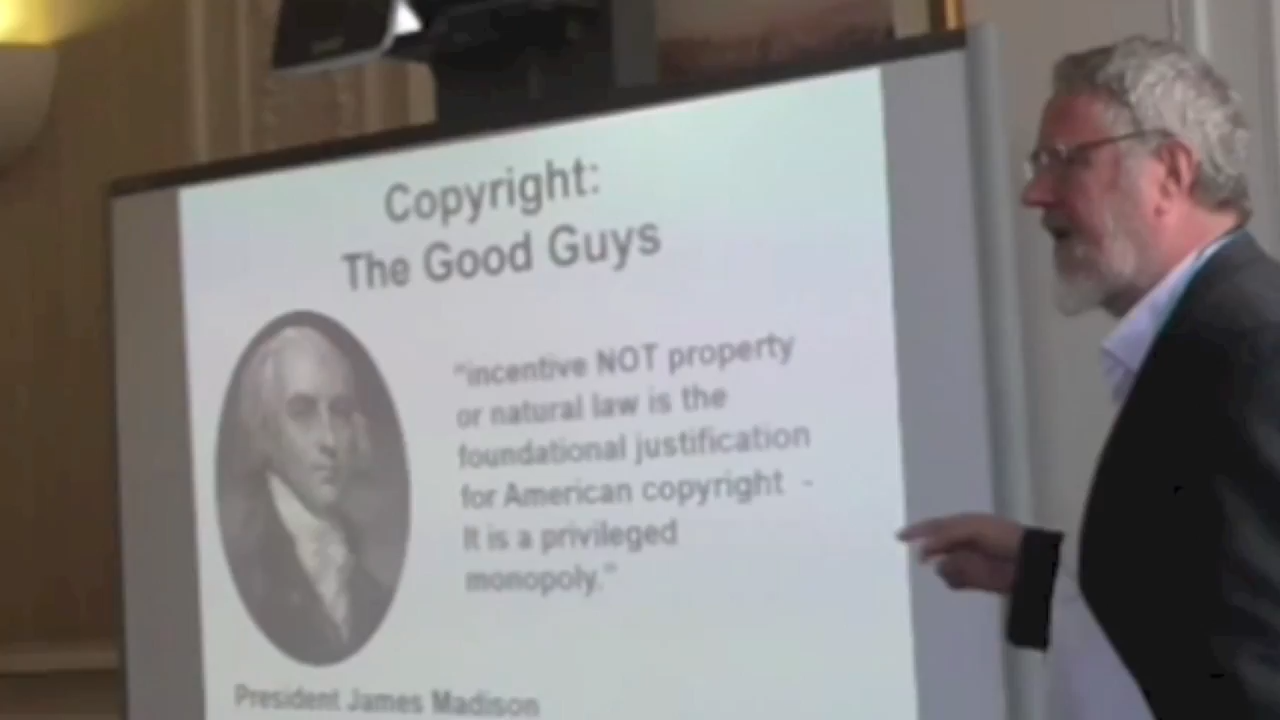 Copyright:
The Good Guys
"incentive NOT property
or natural law is the
foundational justification
for American copyright -
It is a privileged
monopoly."
President James Madison